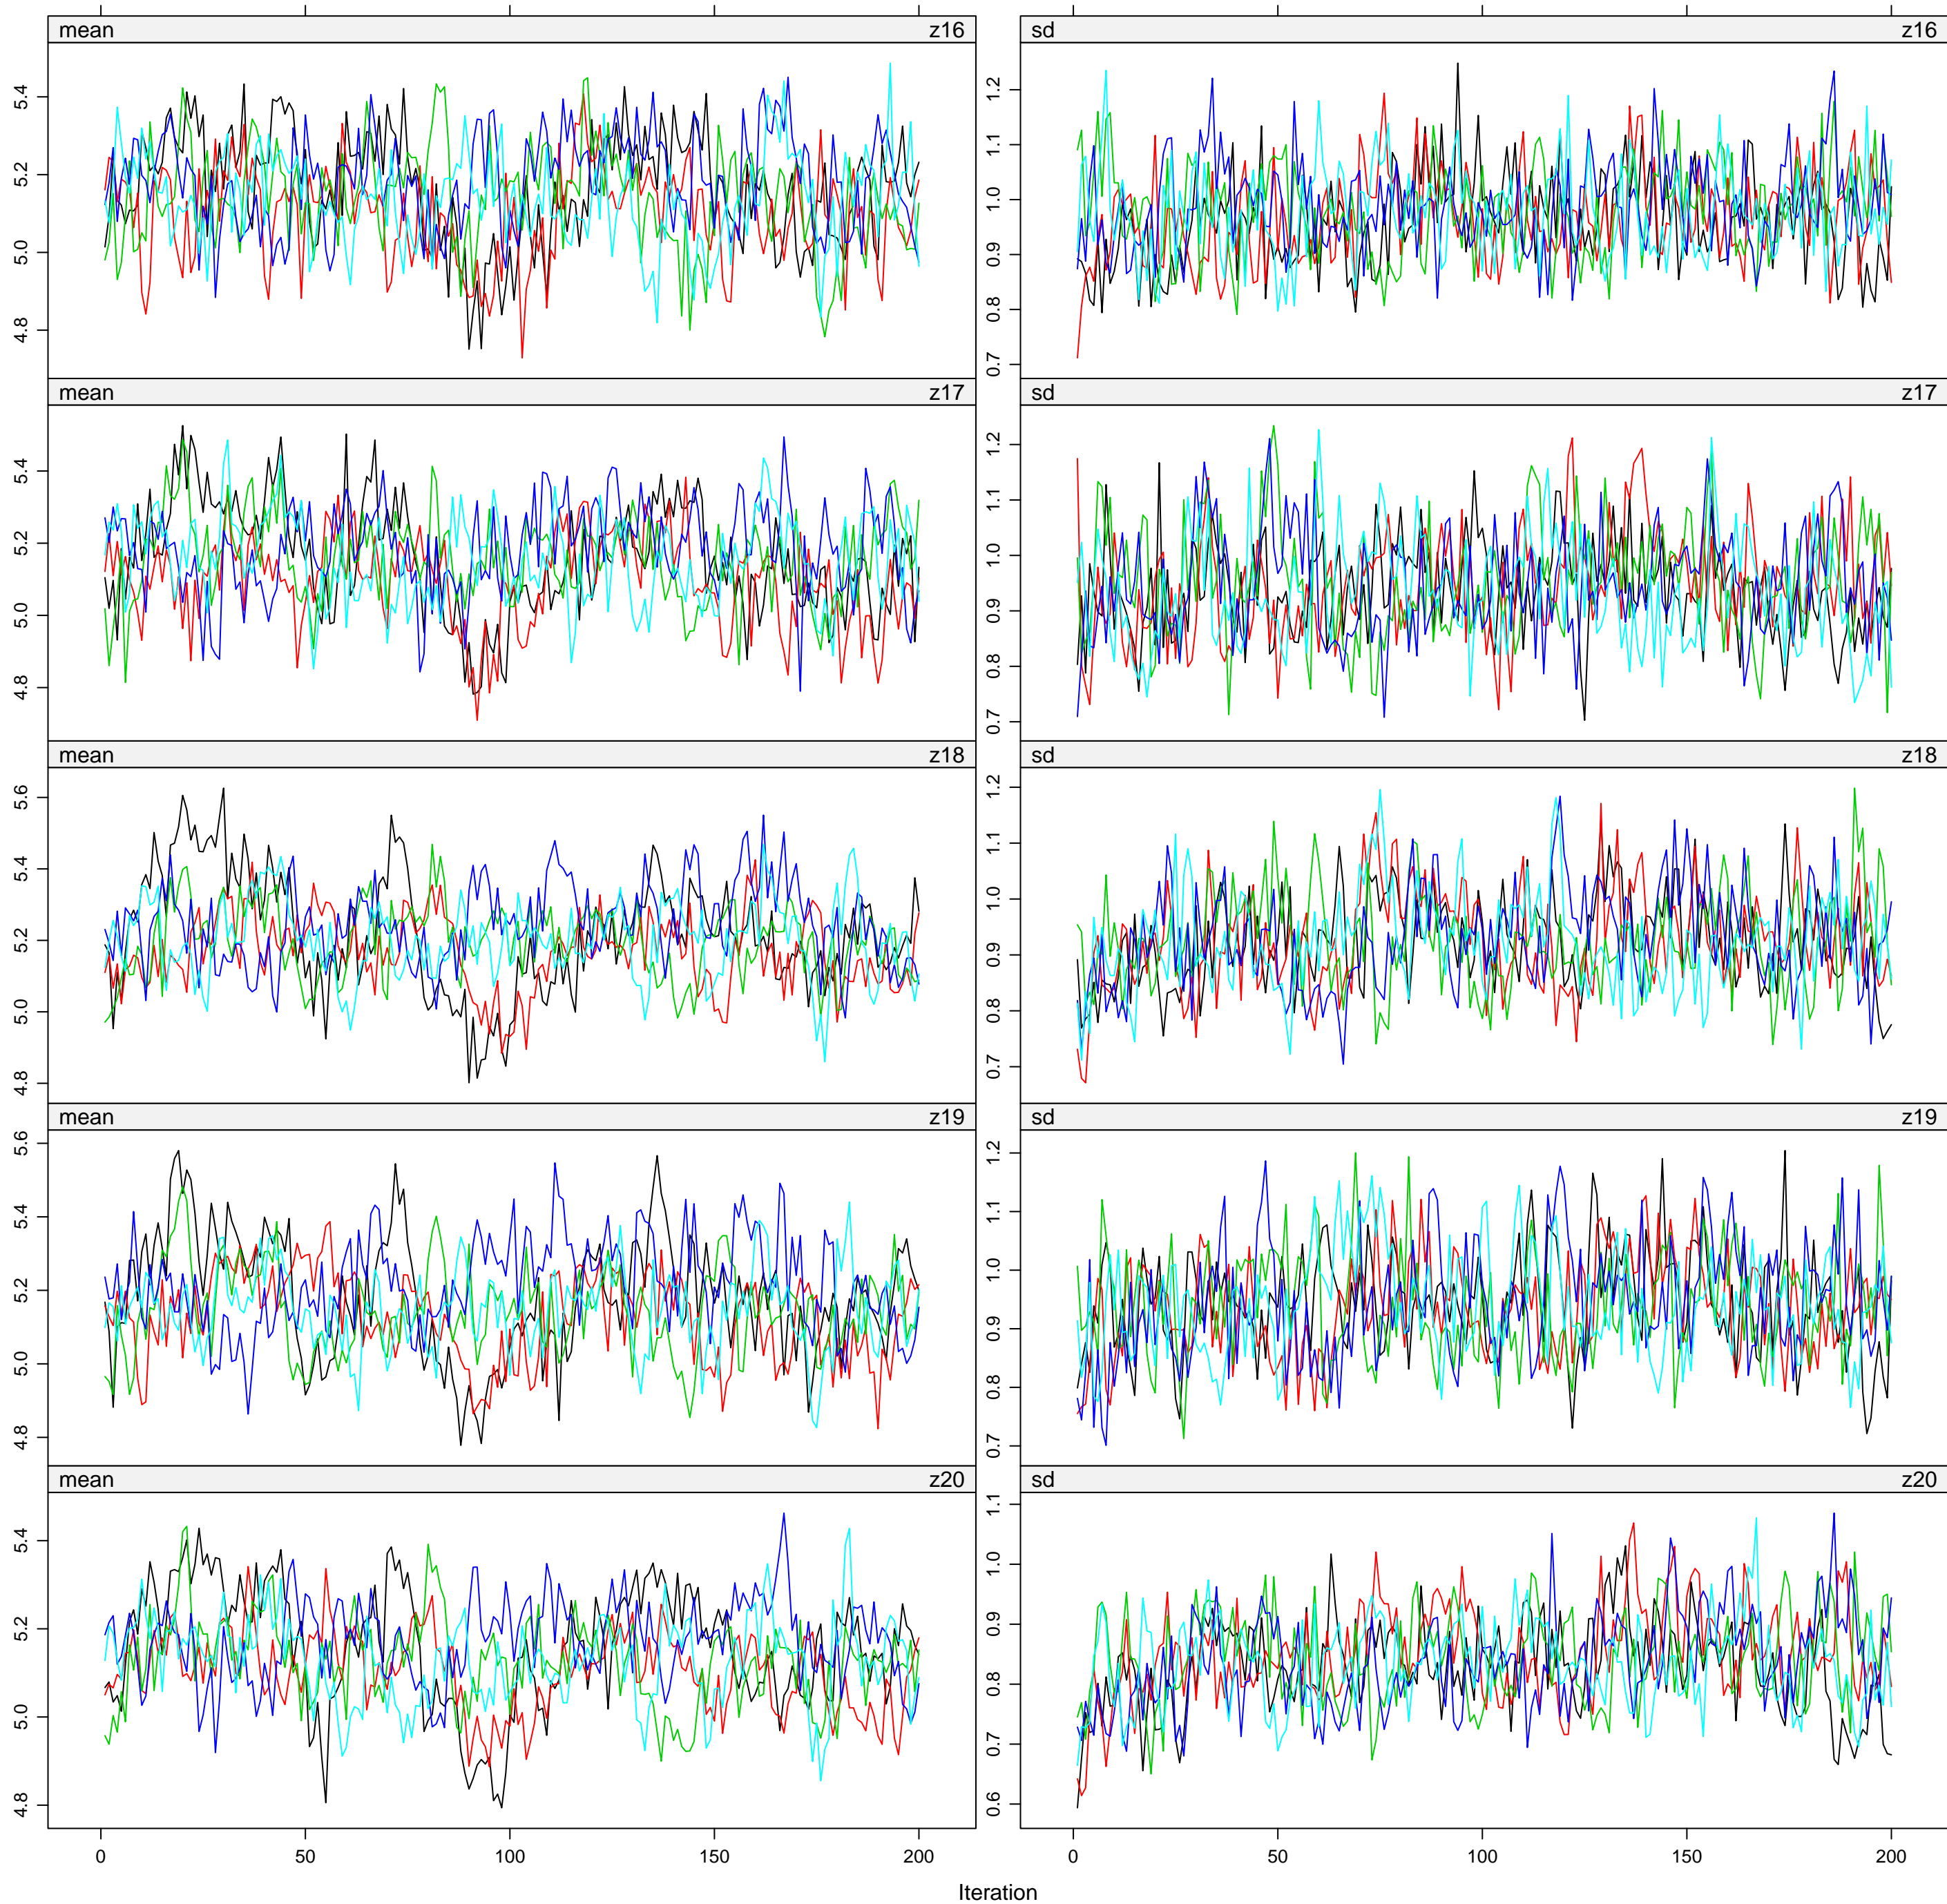 mean z16 sd z16
5.4 5.2 5.0 4.8
1.2 1.1 1.0 0.9 0.8 0.7
mean z17 sd z17
5.4 5.2 5.0 4.8
1.2 1.1 1.0 0.9 0.8 0.7
mean z18 sd z18
5.6 5.4 5.2 5.0 4.8
1.2 1.1 1.0 0.9 0.8 0.7
mean z19 sd z19
5.6 5.4 5.2 5.0 4.8
1.2 1.1 1.0 0.9 0.8 0.7
mean z20 sd z20
5.4 5.2 5.0 4.8
1.1 1.0 0.9 0.8 0.7 0.6
0 50 100 150 200 0 50 100 150 200
Iteration